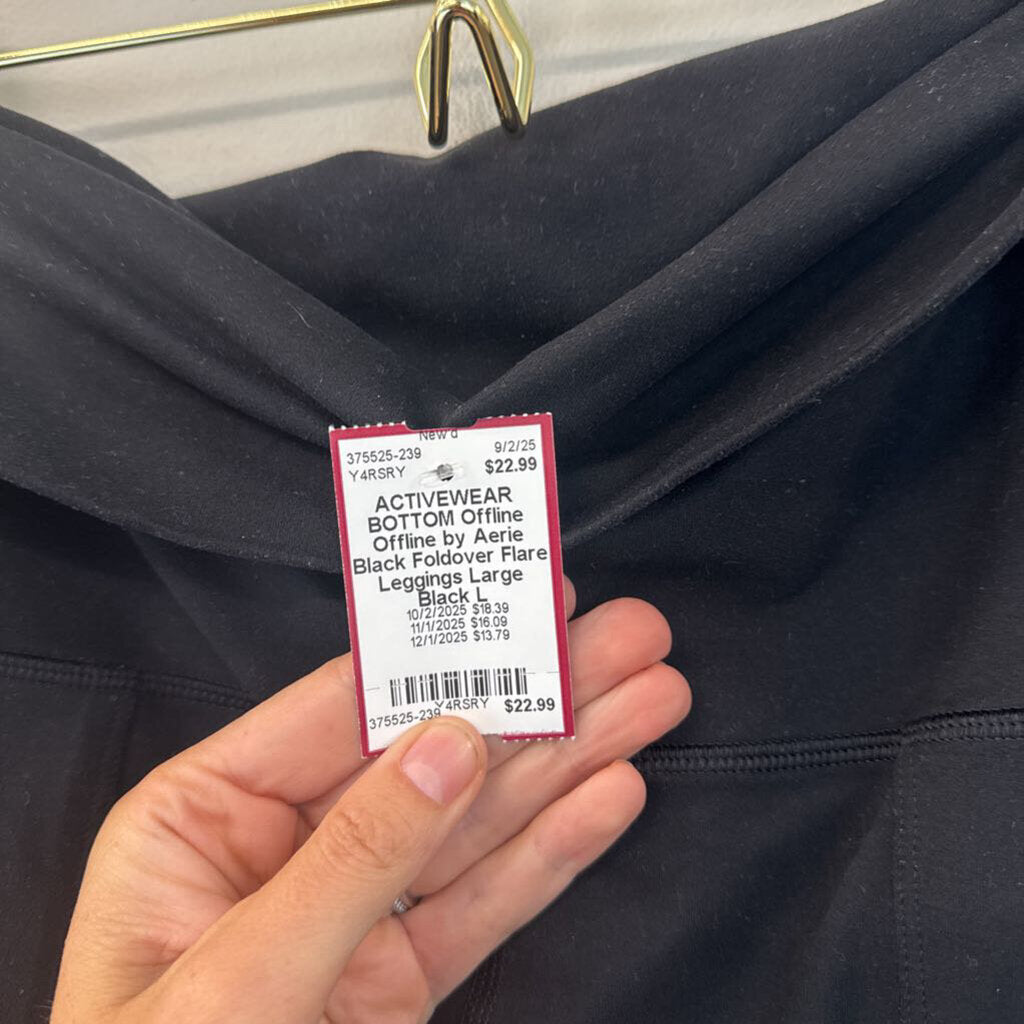 New'd
375525-239 9/2/25
Y4RSRY $22.99
ACTIVEWEAR
BOTTOM Offline
Offline by Aerie
Black Foldover Flare
Leggings Large
Black L
10/2/2025 $18.39
11/1/2025 $16.09
12/1/2025 $13.79
375525-239 Y4RSRY $22.99